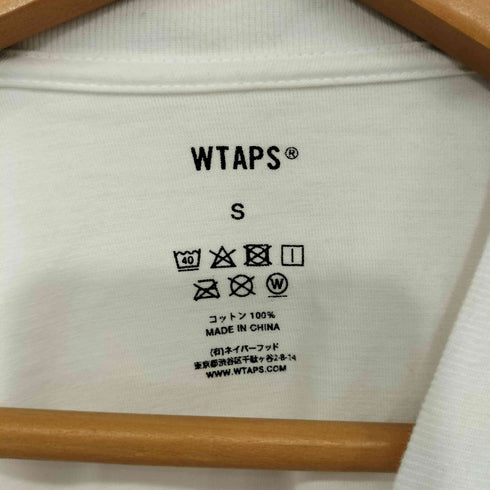 WTAPS®
S
40
W
コットン 100%
MADE IN CHINA
(有)ネイバーフッド
東京都渋谷区千駄ヶ谷2-8-14
WWW.WTAPS.COM